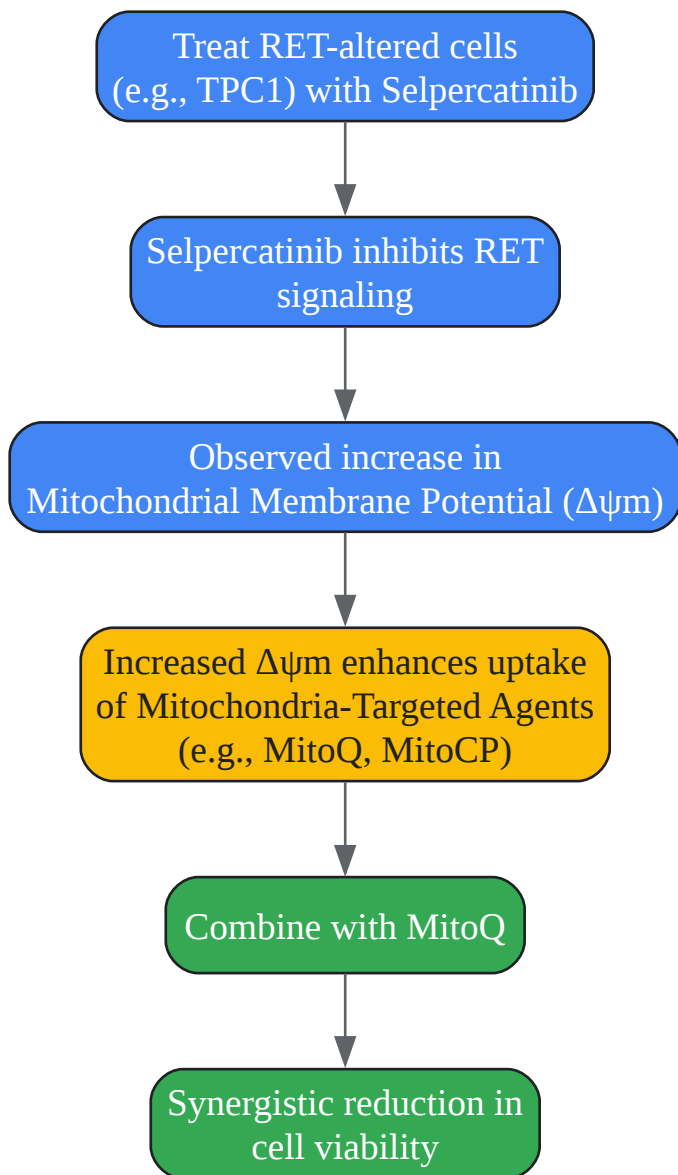 Treat RET-altered cells
(e.g., TPC1) with Selpercatinib
Selpercatinib inhibits RET
signaling
Observed increase in
Mitochondrial Membrane Potential (Δψm)
Increased Δψm enhances uptake
of Mitochondria-Targeted Agents
(e.g., MitoQ, MitoCP)
Combine with MitoQ
Synergistic reduction in
cell viability